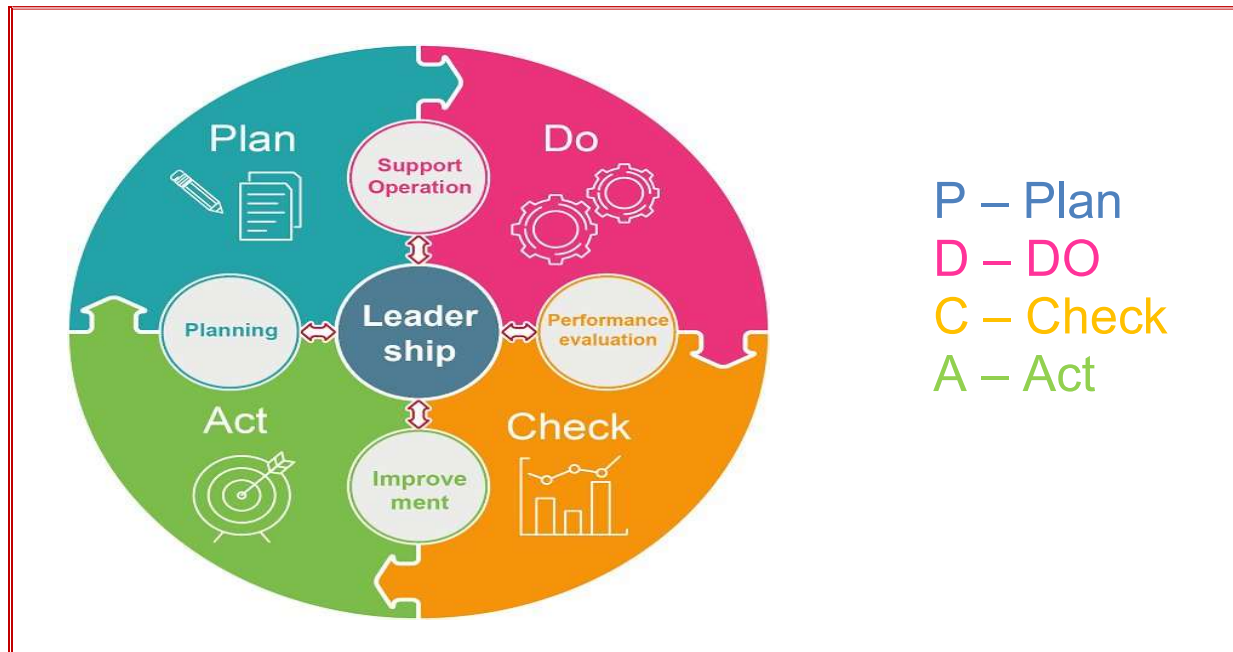 Plan
Do
Support
Operation
Planning
Leader
ship
Performance
evaluation
Act
Check
Improve
ment
P – Plan
D – DO
C – Check
A – Act